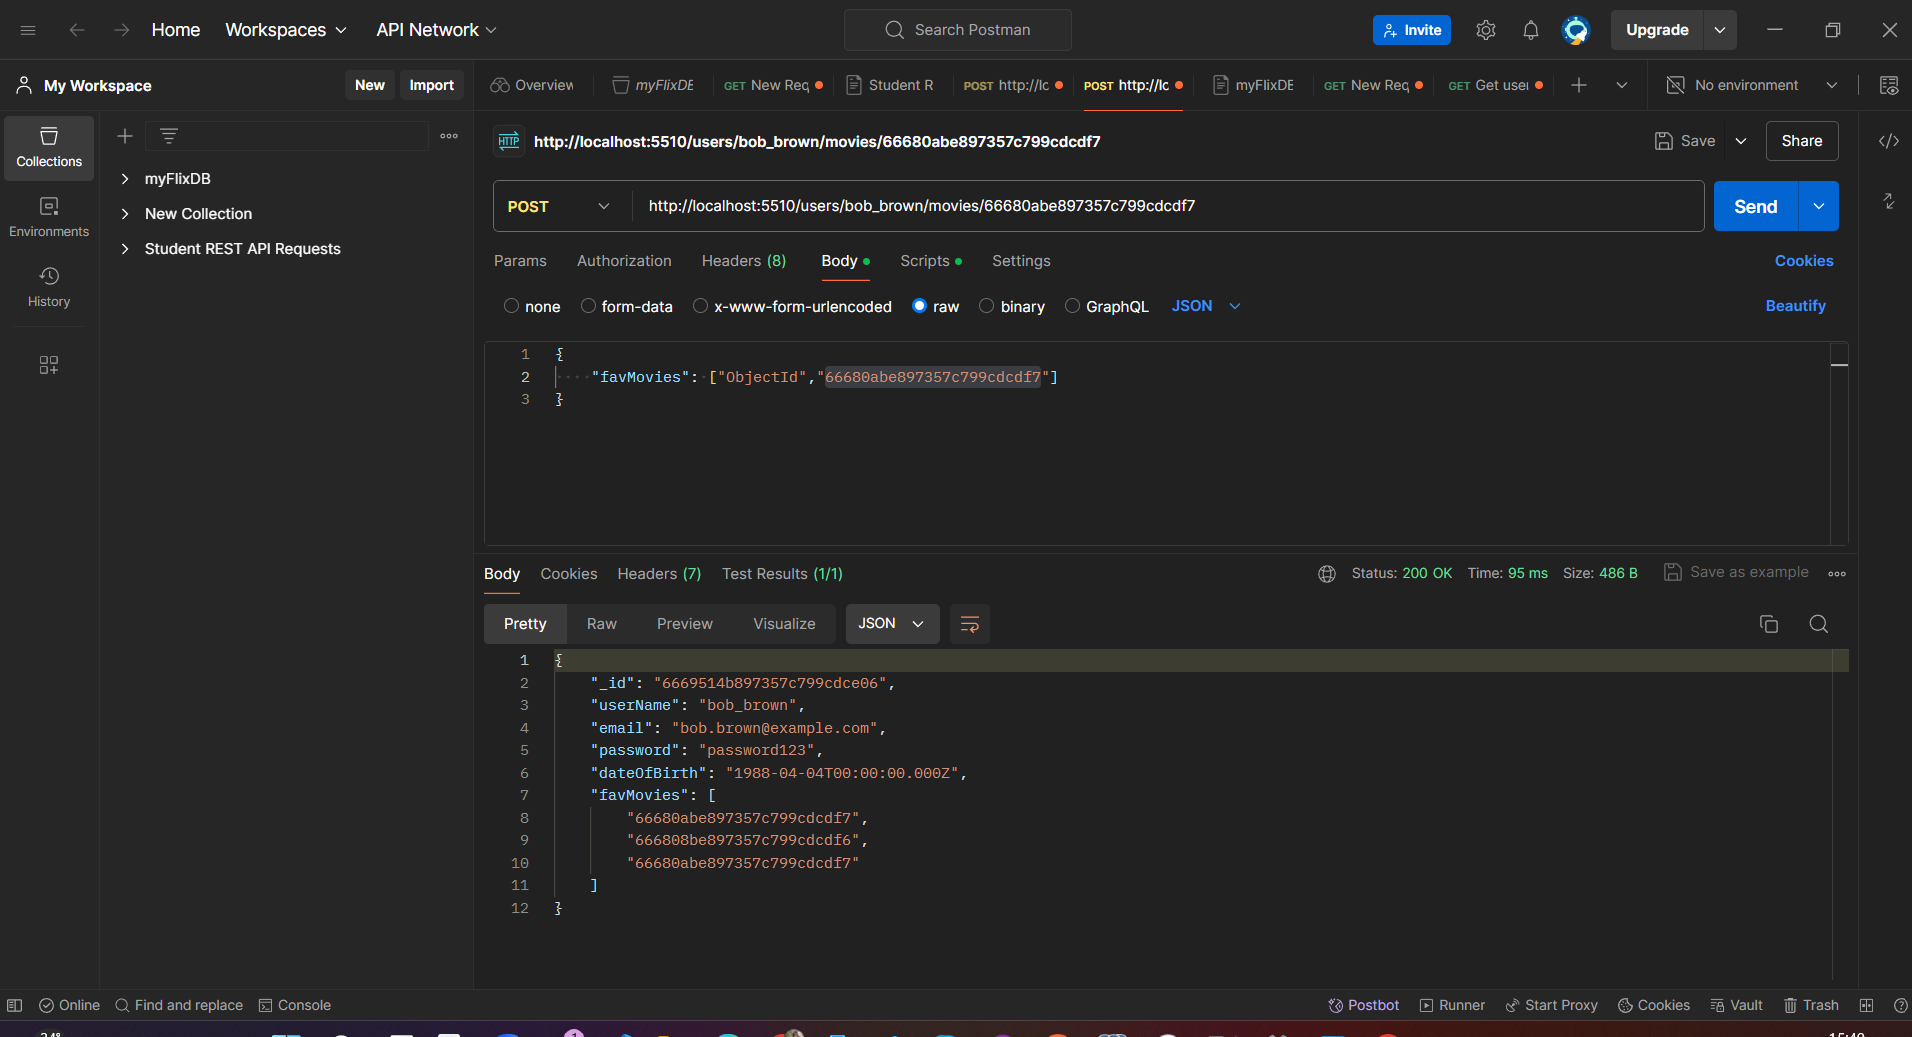 Home Workspaces API Network Search Postman Invite Upgrade
My Workspace New Import
Overview myFlixDB GET New Req POST http://lc POST http://lc myFlixDB GET New Req GET Get user No environment
Student R
Collections
Environments
History
myFlixDB
New Collection
Student REST API Requests
HTTP http://localhost:5510/users/bob_brown/movies/66680abe897357c799cdcdf7 Save Share
POST http://localhost:5510/users/bob_brown/movies/66680abe897357c799cdcdf7 Send
Params Authorization Headers (8) Body Scripts Settings Cookies
none form-data x-www-form-urlencoded raw binary GraphQL JSON Beautify
1 {
2 ····"favMovies":·["ObjectId","66680abe897357c799cdcdf7"]
3 }
Body Cookies Headers (7) Test Results (1/1) Status: 200 OK Time: 95 ms Size: 486 B Save as example
Pretty Raw Preview Visualize JSON
1 {
2 "_id": "6669514b897357c799cdce06",
3 "userName": "bob_brown",
4 "email": "bob.brown@example.com",
5 "password": "password123",
6 "dateOfBirth": "1988-04-04T00:00:00.000Z",
7 "favMovies": [
8 "66680abe897357c799cdcdf7",
9 "666808be897357c799cdcdf6",
10 "66680abe897357c799cdcdf7"
11 ]
12 }
Online Find and replace Console Postbot Runner Start Proxy Cookies Vault Trash